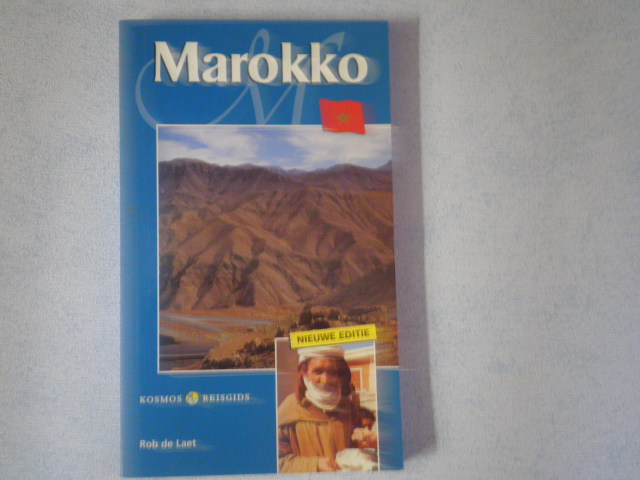 Marokko
NIEUWE EDITIE
KOSMOS REISGIDS
Rob de Laet